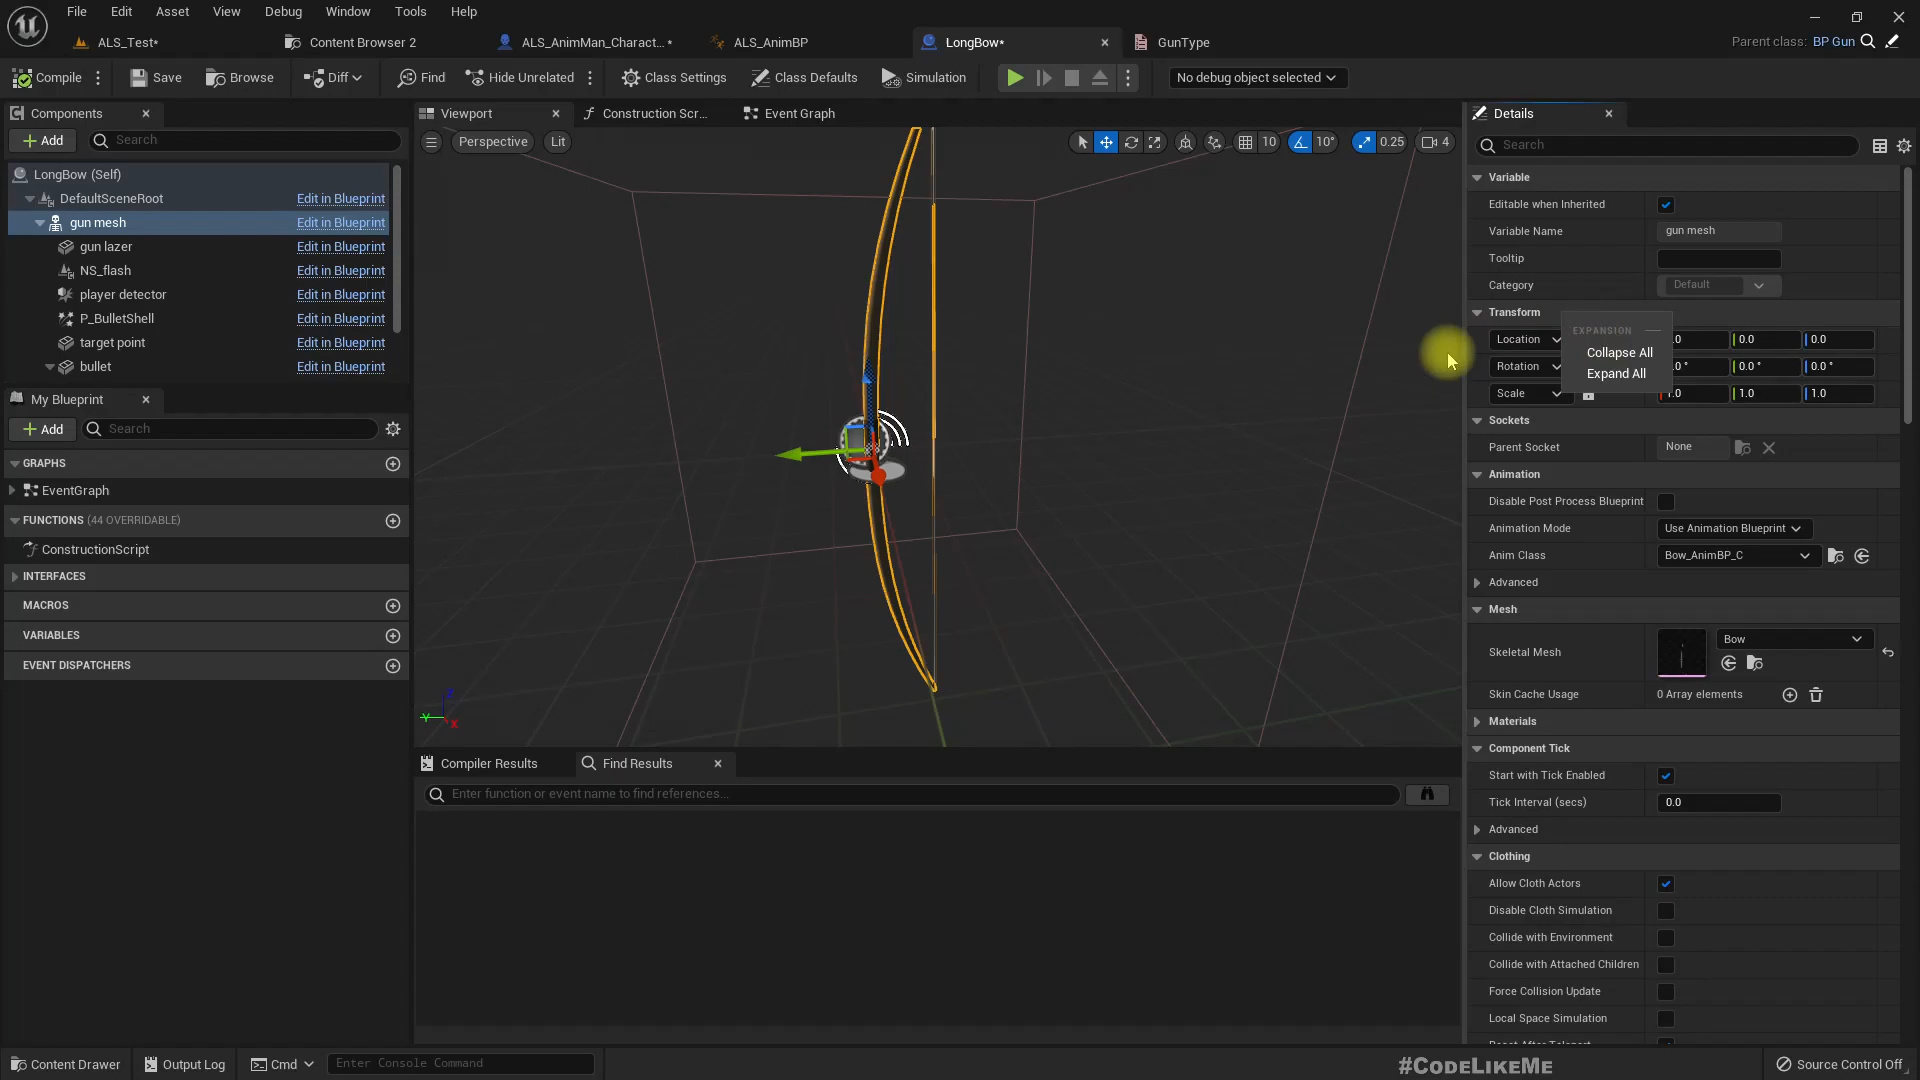 File Edit Asset View Debug Window Tools Help
ALS_Test* Content Browser 2 ALS_AnimMan_Charact... * ALS_AnimBP LongBow* GunType Parent class: BP Gun
Compile Save Browse Diff Find Hide Unrelated Class Settings Class Defaults Simulation No debug object selected
Components
Add Search
LongBow (Self)
DefaultSceneRoot Edit in Blueprint
gun mesh Edit in Blueprint
gun lazer Edit in Blueprint
NS_flash Edit in Blueprint
player detector Edit in Blueprint
P_BulletShell Edit in Blueprint
target point Edit in Blueprint
bullet Edit in Blueprint
My Blueprint
Add Search
GRAPHS
EventGraph
FUNCTIONS (44 OVERRIDABLE)
ConstructionScript
INTERFACES
MACROS
VARIABLES
EVENT DISPATCHERS
Viewport Construction Scr... Event Graph
Perspective Lit 10 10° 0.25 4
Compiler Results Find Results
Enter function or event name to find references...
Details
Search
Variable
Editable when Inherited
Variable Name gun mesh
Tooltip
Category Default
Transform
EXPANSION
Collapse All
Expand All
Location .0 0.0 0.0
Rotation .0 ° 0.0 ° 0.0 °
Scale 1.0 1.0 1.0
Sockets
Parent Socket None
Animation
Disable Post Process Blueprint
Animation Mode Use Animation Blueprint
Anim Class Bow_AnimBP_C
Advanced
Mesh
Skeletal Mesh Bow
Skin Cache Usage 0 Array elements
Materials
Component Tick
Start with Tick Enabled
Tick Interval (secs) 0.0
Advanced
Clothing
Allow Cloth Actors
Disable Cloth Simulation
Collide with Environment
Collide with Attached Children
Force Collision Update
Local Space Simulation
Content Drawer Output Log Cmd Enter Console Command #CodeLikeMe Source Control Off